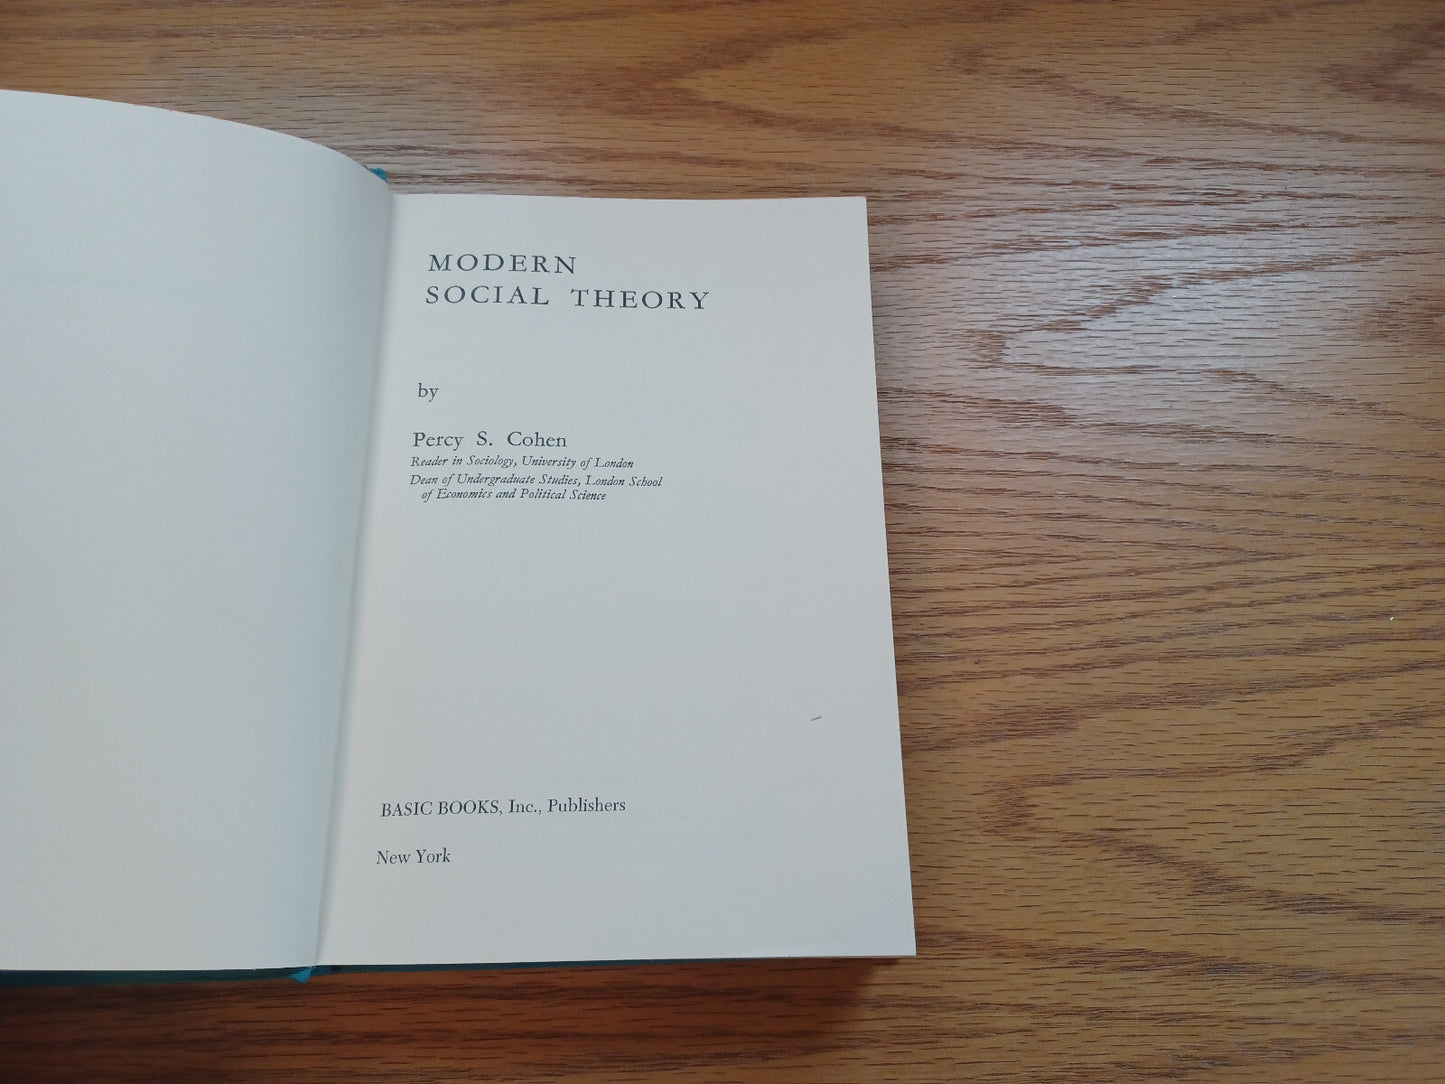 MODERN
SOCIAL THEORY
by
Percy S. Cohen
Reader in Sociology, University of London
Dean of Undergraduate Studies, London School
of Economics and Political Science
BASIC BOOKS, Inc., Publishers
New York